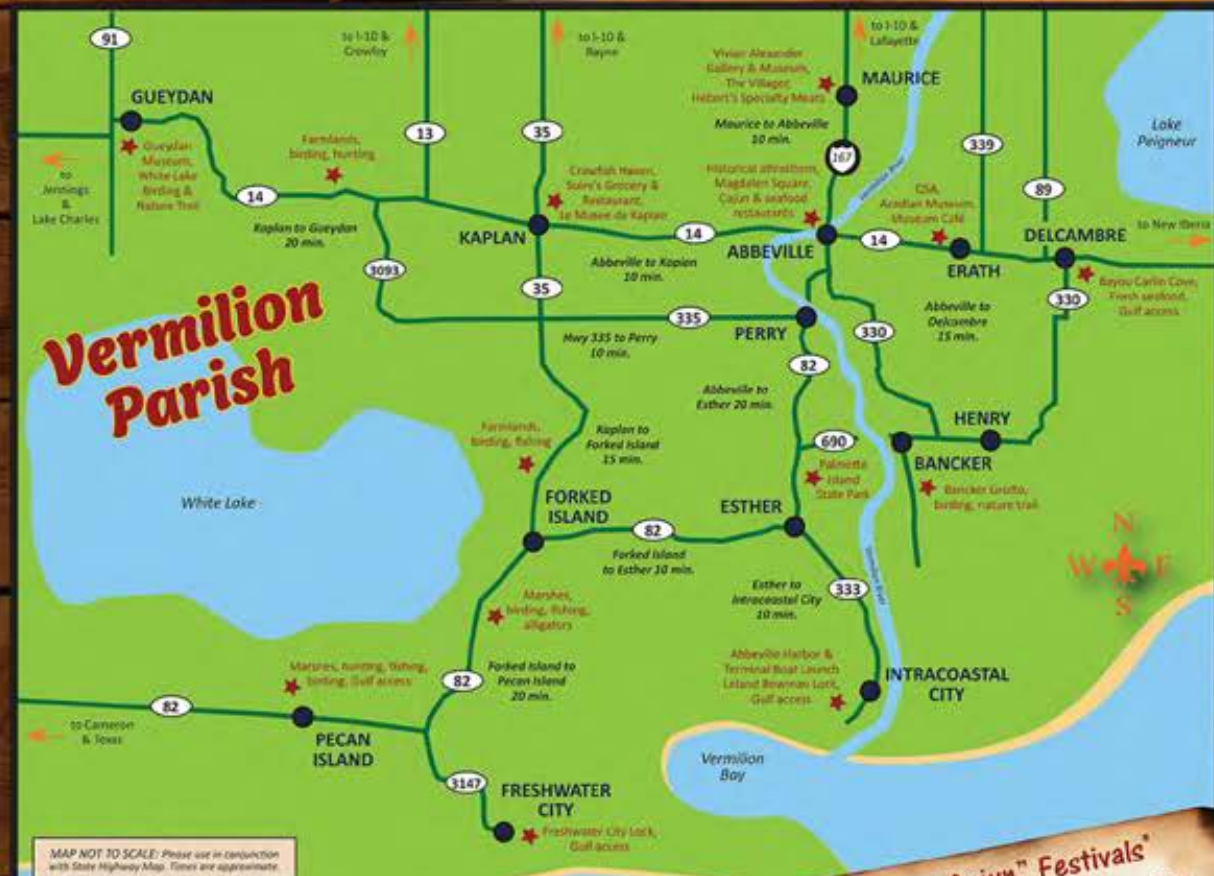 91
to I-10 &
Crowley
to I-10 &
Rayne
to I-10 &
Lafayette
Vivian Alexander
Gallery & Museum,
The Villager,
Hebert's Specialty Meats
MAURICE
GUEYDAN
Gueydan
Museum,
White Lake
Birding &
Nature Trail
Farmlands,
birding, hunting
13
35
Maurice to Abbeville
10 min.
167
339
Lake
Peigneur
to
Jennings
&
Lake Charles
14
Kaplan to Gueydan
20 min.
Crawfish Haven,
Suire's Grocery &
Restaurant,
Le Musée de Kaplan
KAPLAN
14
Abbeville to Kaplan
10 min.
Historical attractions,
Magdalen Square,
Cajun & seafood
restaurants
Vermilion River
ABBEVILLE
14
Acadian Museum,
Museum Café
ERATH
89
DELCAMBRE
to New Iberia
Bayou Carlin Cove,
Fresh seafood,
Gulf access
3093
35
335
Hwy 335 to Perry
10 min.
PERRY
330
Abbeville to
Delcambre
15 min.
330
Vermilion
Parish
82
Abbeville to
Esther 20 min.
Farmlands,
birding, fishing
Kaplan to
Forked Island
15 min.
690
Palmetto
Island
State Park
HENRY
BANCKER
Bancker Grotto,
birding, nature trail
White Lake
FORKED
ISLAND
82
Forked Island
to Esther 10 min.
ESTHER
Esther to
Intracoastal City
10 min.
333
Vermilion River
N
W
E
S
Marshes,
birding, fishing,
alligators
Abbeville Harbor &
Terminal Boat Launch
Leland Bowman Lock,
Gulf access
INTRACOASTAL
CITY
Marshes, hunting, fishing,
birding, Gulf access
82
Forked Island to
Pecan Island
20 min.
82
to Cameron
& Texas
PECAN
ISLAND
Vermilion
Bay
3147
FRESHWATER
CITY
Freshwater City Lock,
Gulf access
MAP NOT TO SCALE: Please use in conjunction
with State Highway Map. Times are approximate.
Festivals